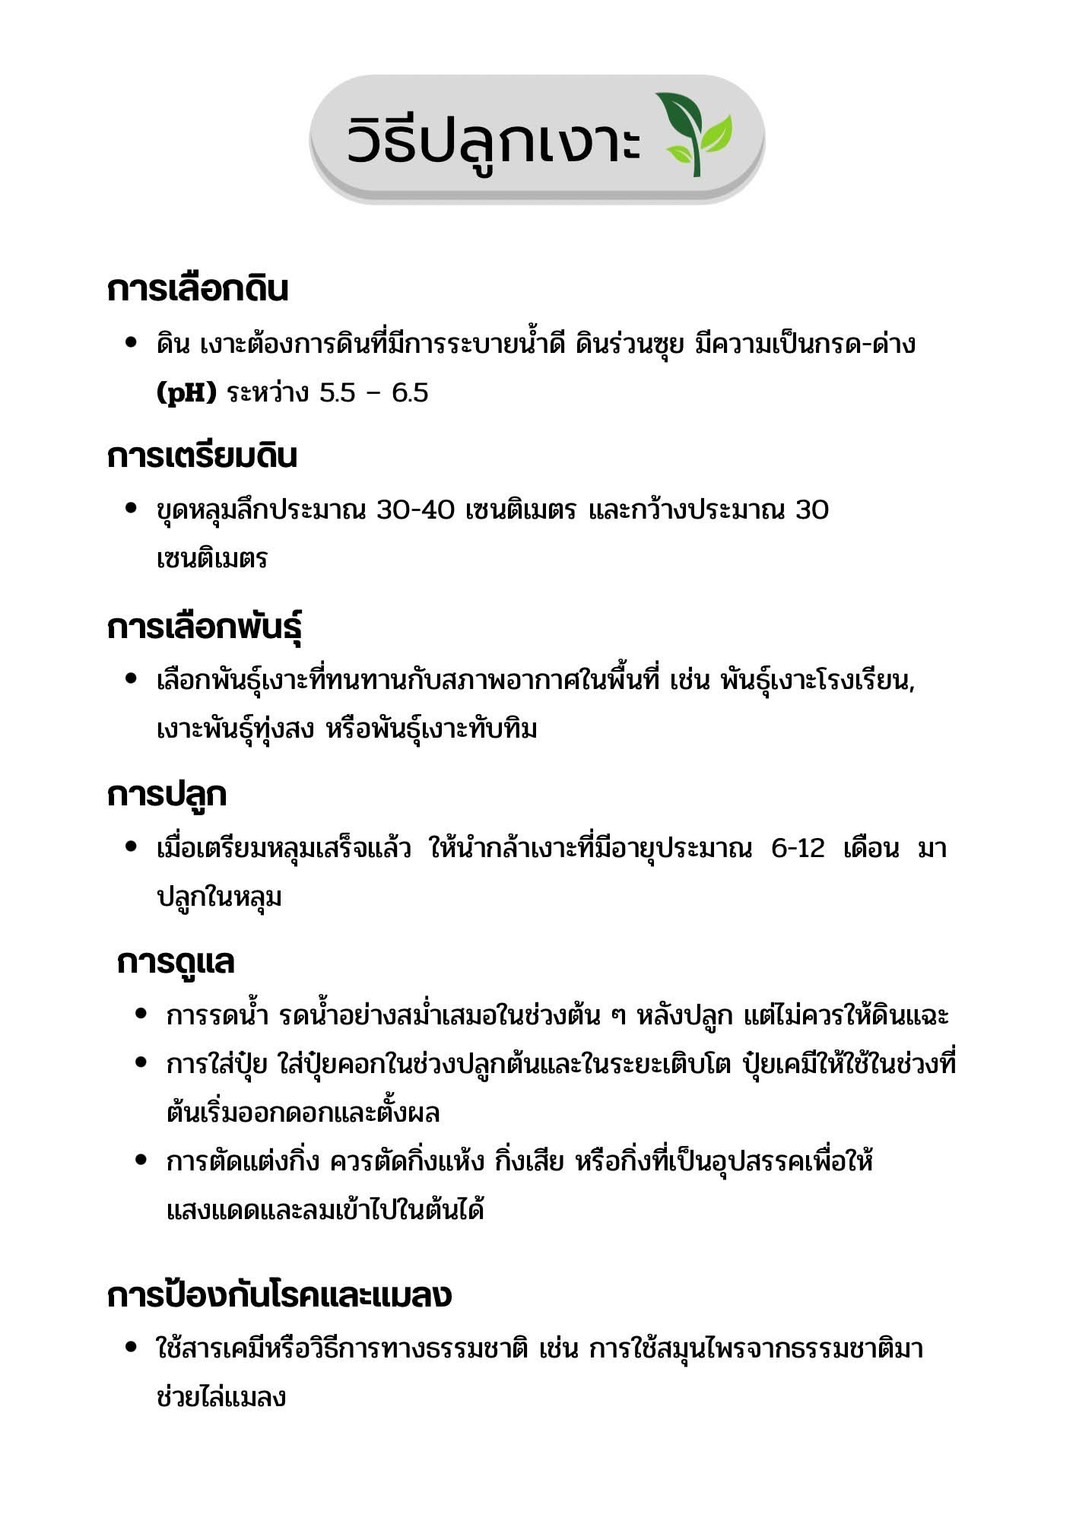 วิธีปลูกเงาะ
การเลือกดิน
• ดิน เงาะต้องการดินที่มีการระบายน้ำดี ดินร่วนซุย มีความเป็นกรด-ด่าง
(pH) ระหว่าง 5.5 – 6.5
การเตรียมดิน
• ขุดหลุมลึกประมาณ 30-40 เซนติเมตร และกว้างประมาณ 30
เซนติเมตร
การเลือกพันธุ์
• เลือกพันธุ์เงาะที่ทนทานกับสภาพอากาศในพื้นที่ เช่น พันธุ์เงาะโรงเรียน,
เงาะพันธุ์ทุ่งสง หรือพันธุ์เงาะทับทิม
การปลูก
• เมื่อเตรียมหลุมเสร็จแล้ว ให้นำกล้าเงาะที่มีอายุประมาณ 6-12 เดือน มา
ปลูกในหลุม
การดูแล
• การรดน้ำ รดน้ำอย่างสม่ำเสมอในช่วงต้น ๆ หลังปลูก แต่ไม่ควรให้ดินแฉะ
• การใส่ปุ๋ย ใส่ปุ๋ยคอกในช่วงปลูกต้นและในระยะเติบโต ปุ๋ยเคมีให้ใช้ในช่วงที่
ต้นเริ่มออกดอกและตั้งผล
• การตัดแต่งกิ่ง ควรตัดกิ่งแห้ง กิ่งเสีย หรือกิ่งที่เป็นอุปสรรคเพื่อให้
แสงแดดและลมเข้าไปในต้นได้
การป้องกันโรคและแมลง
• ใช้สารเคมีหรือวิธีการทางธรรมชาติ เช่น การใช้สมุนไพรจากธรรมชาติมา
ช่วยไล่แมลง